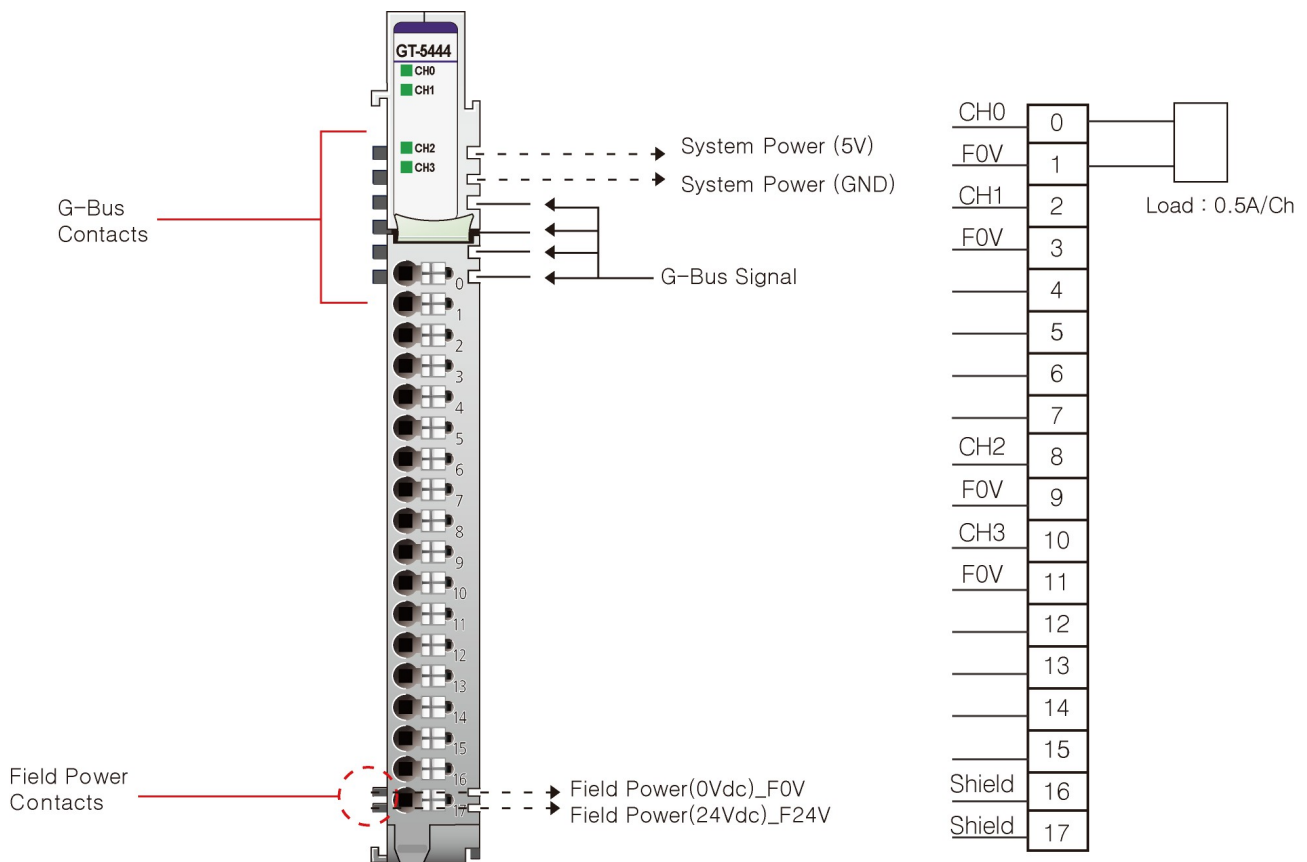 GT-5444
CH0
CH1
CH2
CH3
System Power (5V)
System Power (GND)
G-Bus
Contacts
G-Bus Signal
0
1
2
3
4
5
6
7
8
9
10
11
12
13
14
15
16
17
Field Power
Contacts
Field Power(0Vdc)_F0V
Field Power(24Vdc)_F24V
CH0 0
F0V 1
CH1 2
F0V 3
4
5
6
7
CH2 8
F0V 9
CH3 10
F0V 11
12
13
14
15
Shield 16
Shield 17
Load : 0.5A/Ch